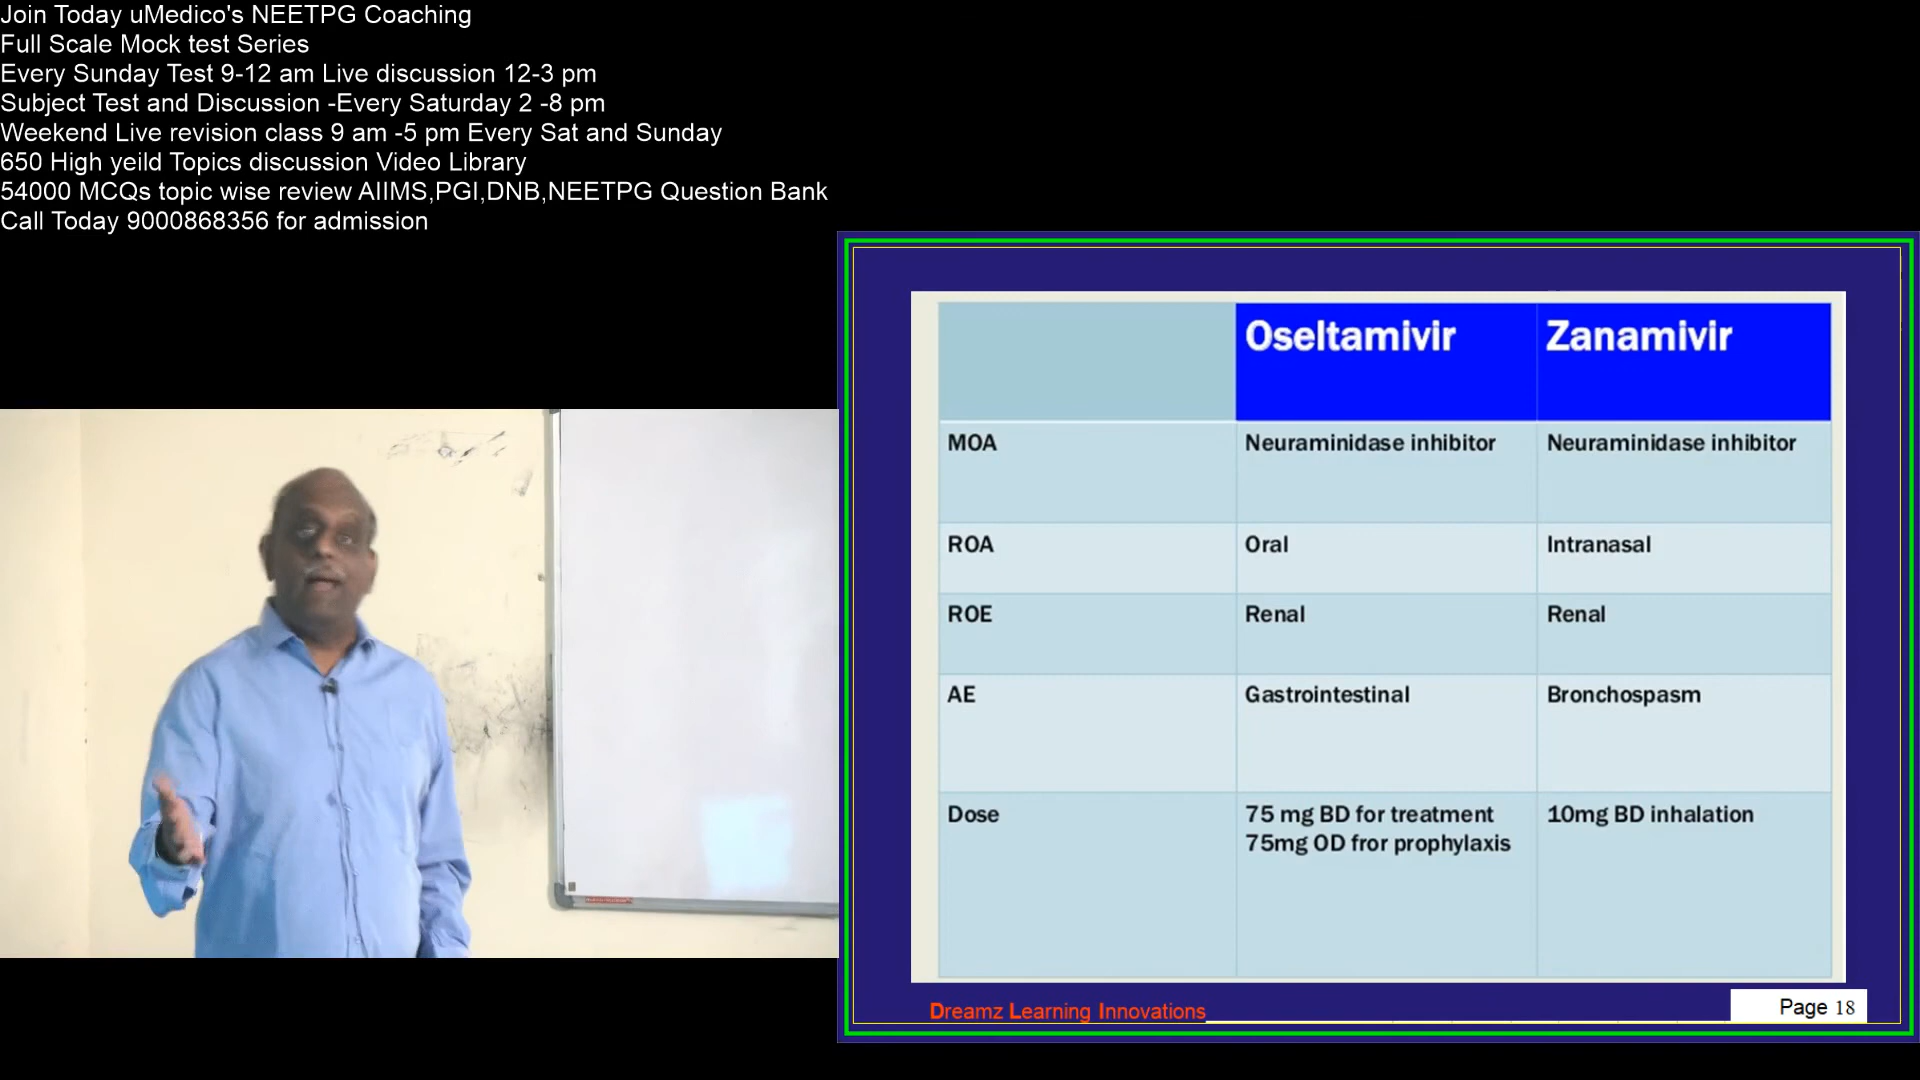 Join Today uMedico's NEETPG Coaching
Full Scale Mock test Series
Every Sunday Test 9-12 am Live discussion 12-3 pm
Subject Test and Discussion -Every Saturday 2 -8 pm
Weekend Live revision class 9 am -5 pm Every Sat and Sunday
650 High yeild Topics discussion Video Library
54000 MCQs topic wise review AIIMS,PGI,DNB,NEETPG Question Bank
Call Today 9000868356 for admission
Oseltamivir Zanamivir
MOA Neuraminidase inhibitor Neuraminidase inhibitor
ROA Oral Intranasal
ROE Renal Renal
AE Gastrointestinal Bronchospasm
Dose 75 mg BD for treatment 10mg BD inhalation
75mg OD fror prophylaxis
Dreamz Learning Innovations
Page 18